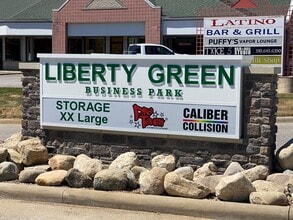 LATINO
BAR & GRILL
PUFFY'S VAPOR LOUNGE
LIBERTY GREEN
BUSINESS PARK
STORAGE
XX Large
CALIBER
COLLISION